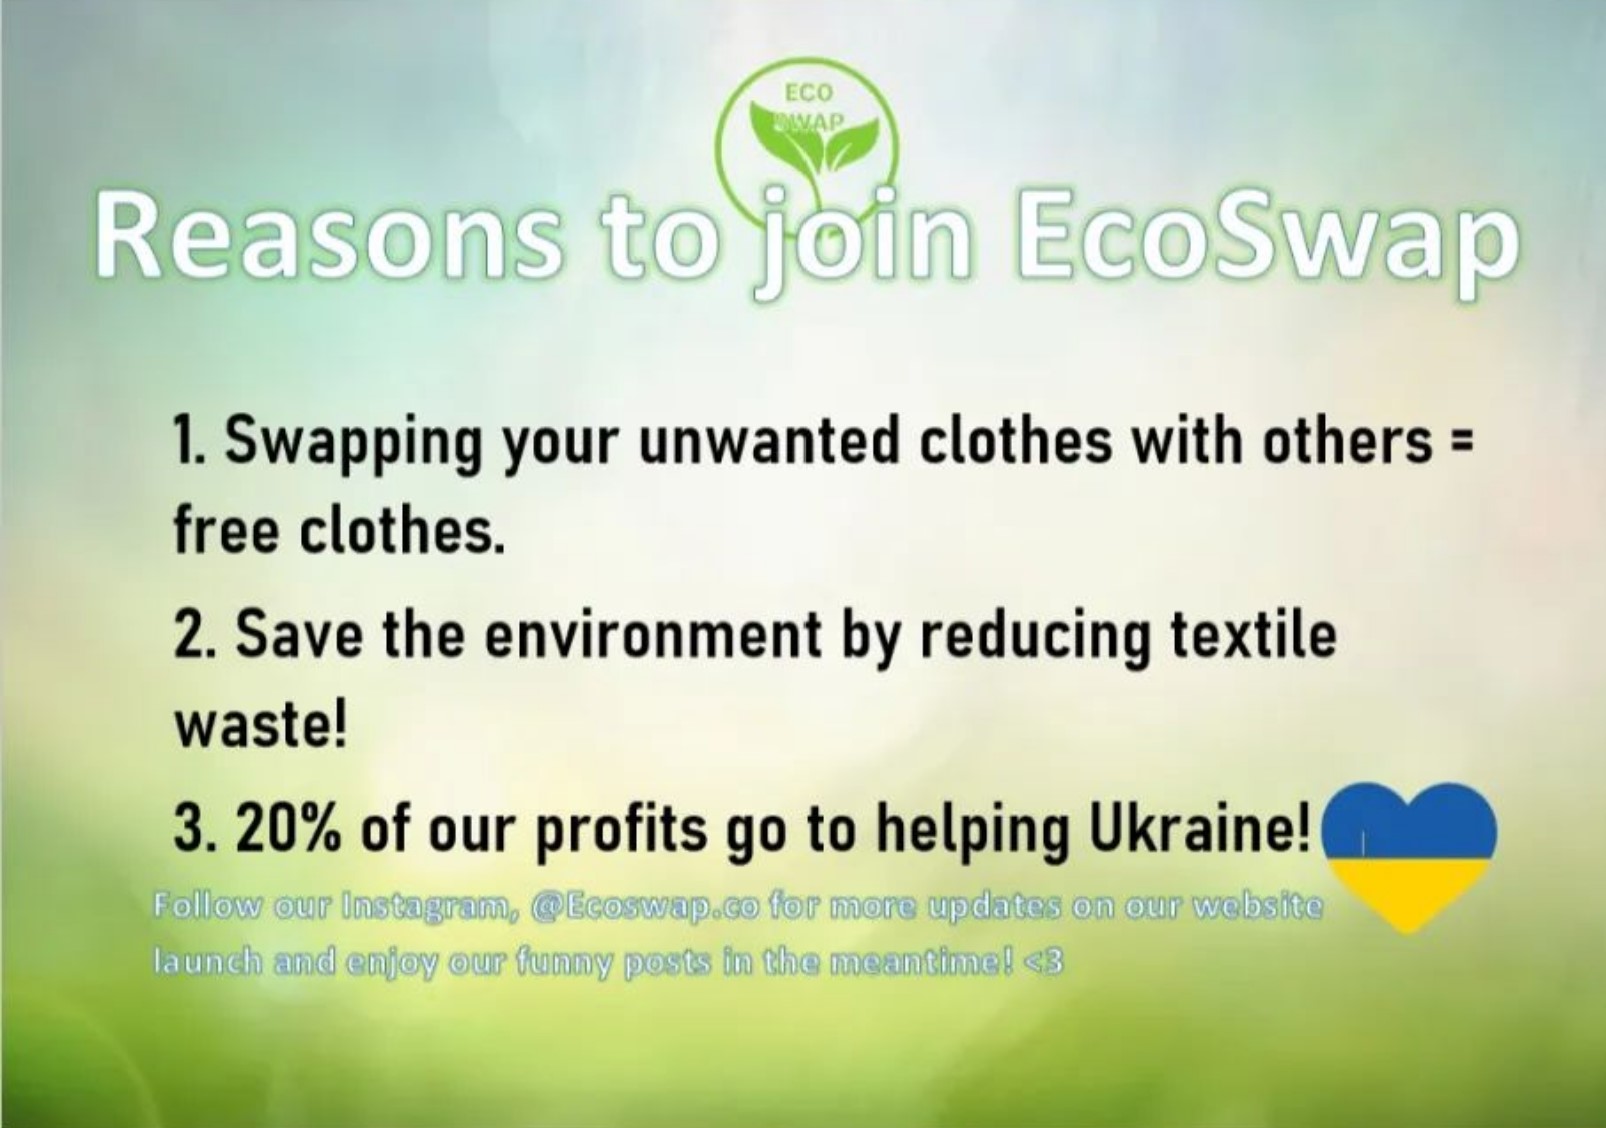 ECO
SWAP
Reasons to join EcoSwap
1. Swapping your unwanted clothes with others =
free clothes.
2. Save the environment by reducing textile
waste!
3. 20% of our profits go to helping Ukraine!
Follow our Instagram, @Ecoswap.co for more updates on our website
launch and enjoy our funny posts in the meantime! <3